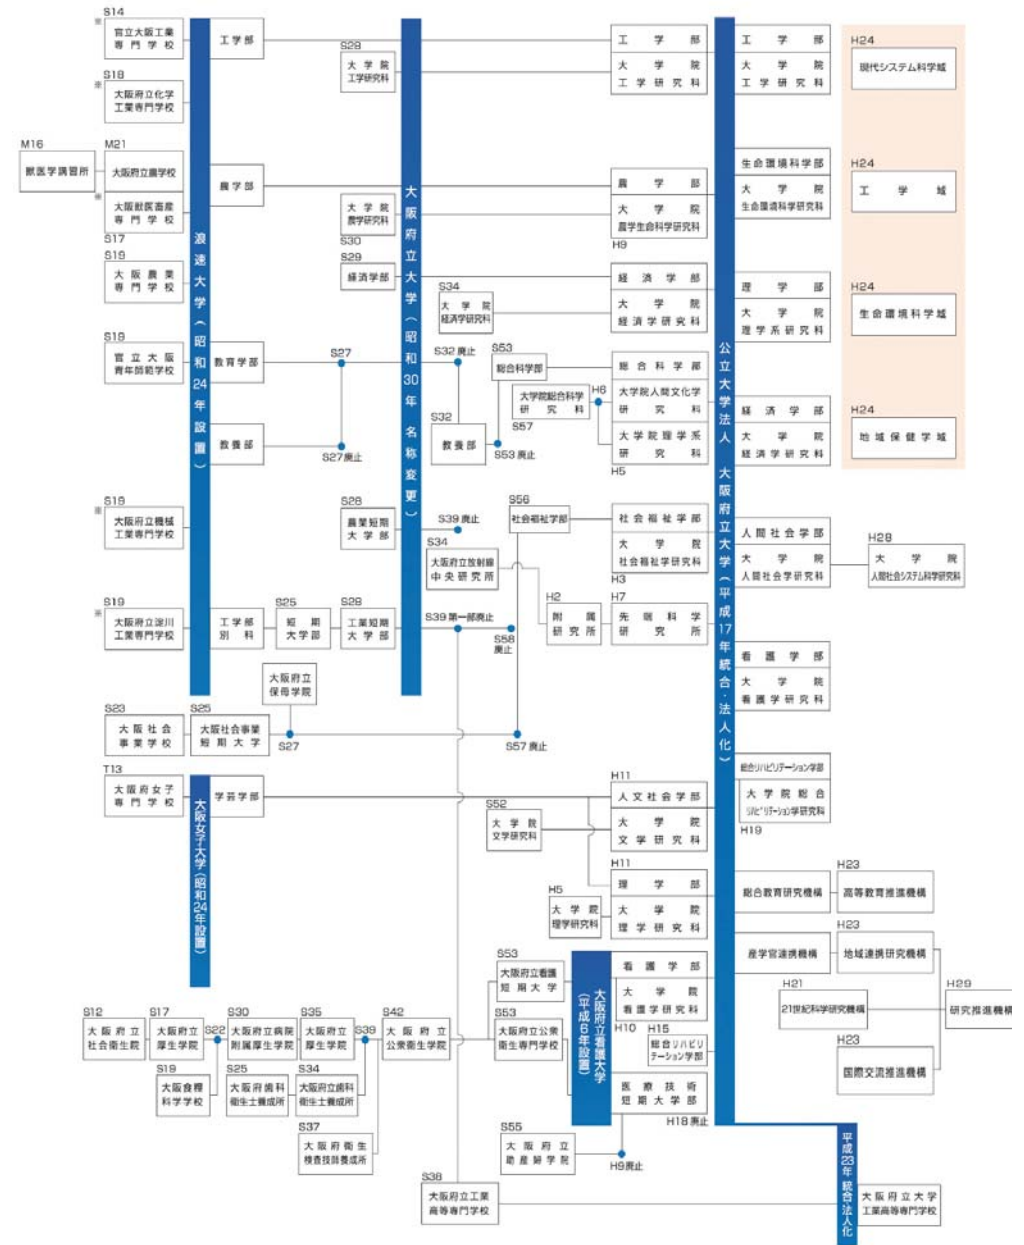 ※
S14
官立大阪工業
専門学校
※
S18
大阪府立化学
工業専門学校
M16
獣医学講習所
M21
大阪府立農学校
※
大阪獣医畜産
専門学校
S17
S19
大阪農業
専門学校
S19
官立大阪
青年師範学校
※
S19
大阪府立機械
工業専門学校
※
S19
大阪府立淀川
工業専門学校
S23
大阪社会
事業学校
S25
大阪社会事業
短期大学
T13
大阪府女子
専門学校
浪速大学(昭和24年設置)
工学部
農学部
教育学部
教養部
S27
S27廃止
工学部
別科
S25
短期
大学部
S28
工業短期
大学部
大阪府立
保母学院
S27
S28
大学院
工学研究科
大学院
農学研究科
S30
S29
経済学部
S28
農業短期
大学部
大阪府立大学(昭和30年 名称変更)
S34
大学院
経済学研究科
S32廃止
S32
教養部
S53
総合科学部
S53廃止
大学院総合科学
研究科
S57
H6
S39廃止
S34
大阪府立放射線
中央研究所
S56
社会福祉学部
S39第一部廃止
S58
廃止
S57廃止
H2
附属
研究所
H7
先端科学
研究所
工学部
大学院
工学研究科
農学部
大学院
農学生命科学研究科
H9
経済学部
大学院
経済学研究科
総合科学部
大学院人間文化学
研究科
大学院理学系
研究科
H5
社会福祉学部
大学院
社会福祉学研究科
H3
公立大学法人 大阪府立大学(平成17年統合・法人化)
工学部
大学院
工学研究科
生命環境科学部
大学院
生命環境科学研究科
理学部
大学院
理学系研究科
経済学部
大学院
経済学研究科
人間社会学部
大学院
人間社会学研究科
H28
大学院
人間社会システム科学研究科
看護学部
大学院
看護学研究科
総合リハビリテーション学部
大学院総合
リハビリテーション学研究科
H19
H24
現代システム科学域
H24
工学域
H24
生命環境科学域
H24
地域保健学域
大阪女子大学(昭和24年設置)
学芸学部
S52
大学院
文学研究科
H11
人文社会学部
大学院
文学研究科
H11
理学部
大学院
理学研究科
H5
大学院
理学研究科
総合教育研究機構
H23
高等教育推進機構
産学官連携機構
H23
地域連携研究機構
H21
21世紀科学研究機構
H29
研究推進機構
H23
国際交流推進機構
S12
大阪府立
社会衛生院
S17
大阪府立
厚生学院
S22
S19
大阪食糧
科学学校
S30
大阪府立病院
附属厚生学院
S25
大阪府歯科
衛生士養成所
S35
大阪府立
厚生学院
S39
S34
大阪府立歯科
衛生士養成所
S37
大阪府衛生
検査技師養成所
S42
大阪府立
公衆衛生学院
S53
大阪府立看護
短期大学
S53
大阪府立公衆
衛生専門学校
S55
大阪府立
助産婦学院
大阪府立看護大学
(平成6年設置)
看護学部
大学院
看護学研究科
H10
H15
総合リハビリ
テーション学部
医療技術
短期大学部
H18廃止
H9廃止
S38
大阪府立工業
高等専門学校
平成23年 統合・法人化
大阪府立大学
工業高等専門学校